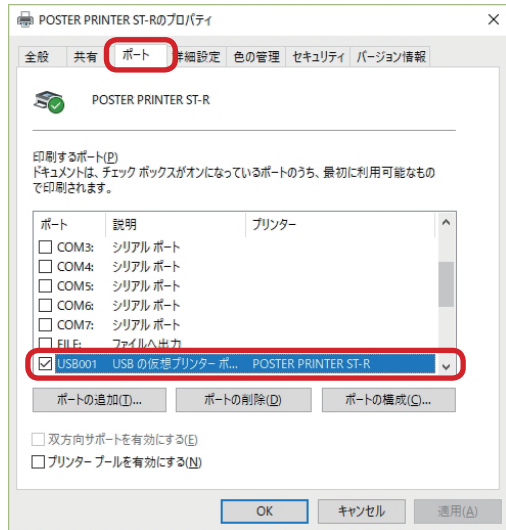 POSTER PRINTER ST-Rのプロパティ
全般 共有 ポート 詳細設定 色の管理 セキュリティ バージョン情報
POSTER PRINTER ST-R
印刷するポート(P)
ドキュメントは、チェック ボックスがオンになっているポートのうち、最初に利用可能なもの
で印刷されます。
ポート 説明 プリンター
COM3: シリアル ポート
COM4: シリアル ポート
COM5: シリアル ポート
COM6: シリアル ポート
COM7: シリアル ポート
FILE: ファイルへ出力
USB001 USB の仮想プリンター ポ... POSTER PRINTER ST-R
ポートの追加(T)... ポートの削除(D) ポートの構成(C)...
双方向サポートを有効にする(E)
プリンター プールを有効にする(N)
OK キャンセル 適用(A)